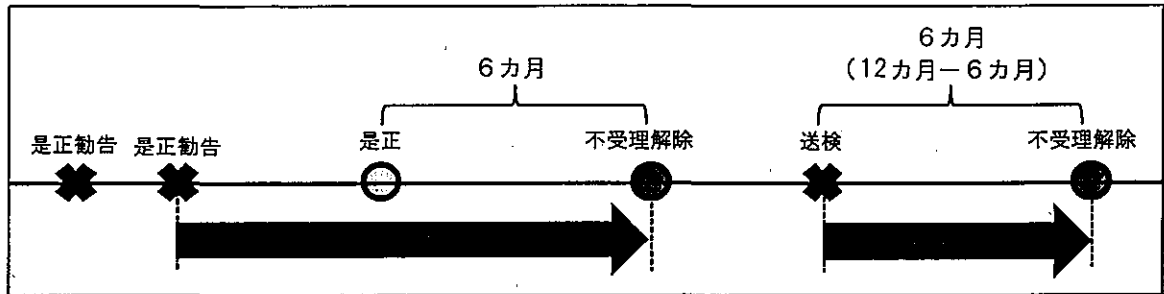 6カ月
6カ月
(12カ月−6カ月)
是正勧告 是正勧告 是正 不受理解除 送検 不受理解除